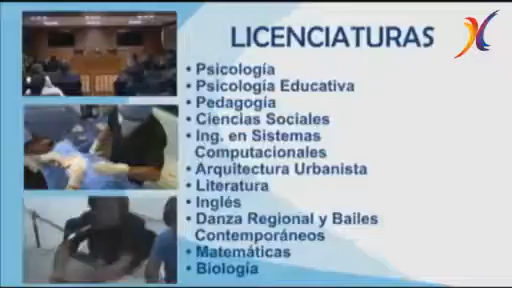 LICENCIATURAS
• Psicología
• Psicología Educativa
• Pedagogía
• Ciencias Sociales
• Ing. en Sistemas
Computacionales
• Arquitectura Urbanista
• Literatura
• Inglés
• Danza Regional y Bailes
Contemporáneos
• Matemáticas
• Biología